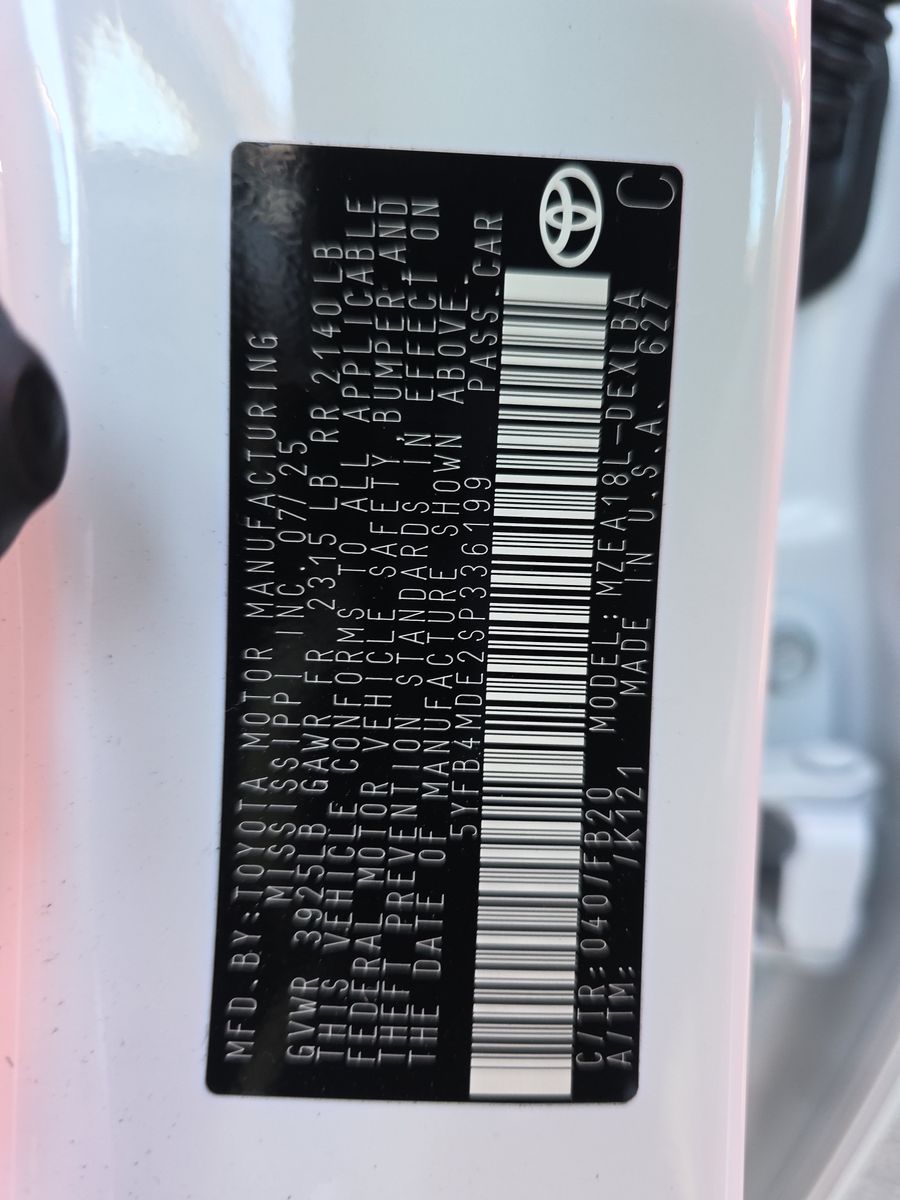 MFD.BY:TOYOTA MOTOR MANUFACTURING
MISSISSIPPI INC. 07/25
GVWR 3925LB GAWR FR 2315 LB RR 2140LB
THIS VEHICLE CONFORMS TO ALL APPLICABLE
FEDERAL MOTOR VEHICLE SAFETY, BUMPER, AND
THEFT PREVENTION STANDARDS IN EFFECT ON
THE DATE OF MANUFACTURE SHOWN ABOVE.
5YFB4MDE2SP336199 PASS. CAR
C/TR:040/FB20 MODEL:MZEA18L-DEXLBA
A/TM: /K121 MADE IN U.S.A. 627 C